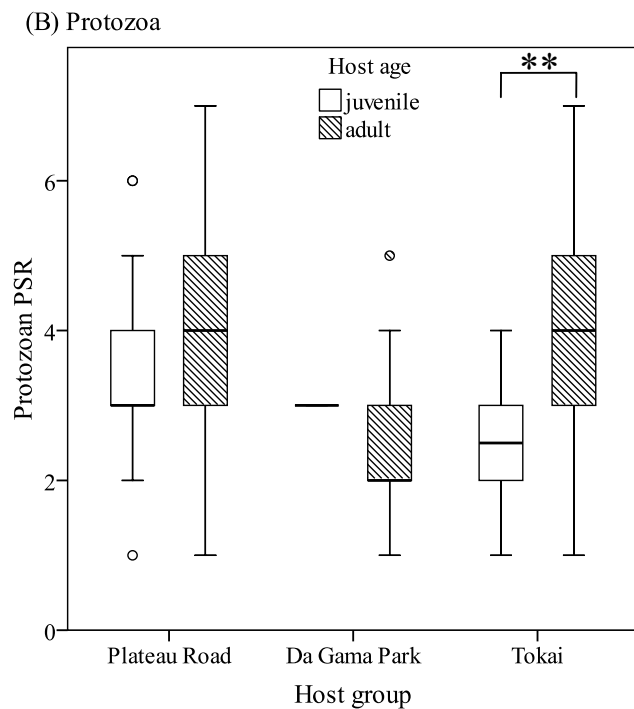 (B) Protozoa
Host age
juvenile
adult
**
Protozoan PSR
6
4
2
0
Plateau Road Da Gama Park Tokai
Host group